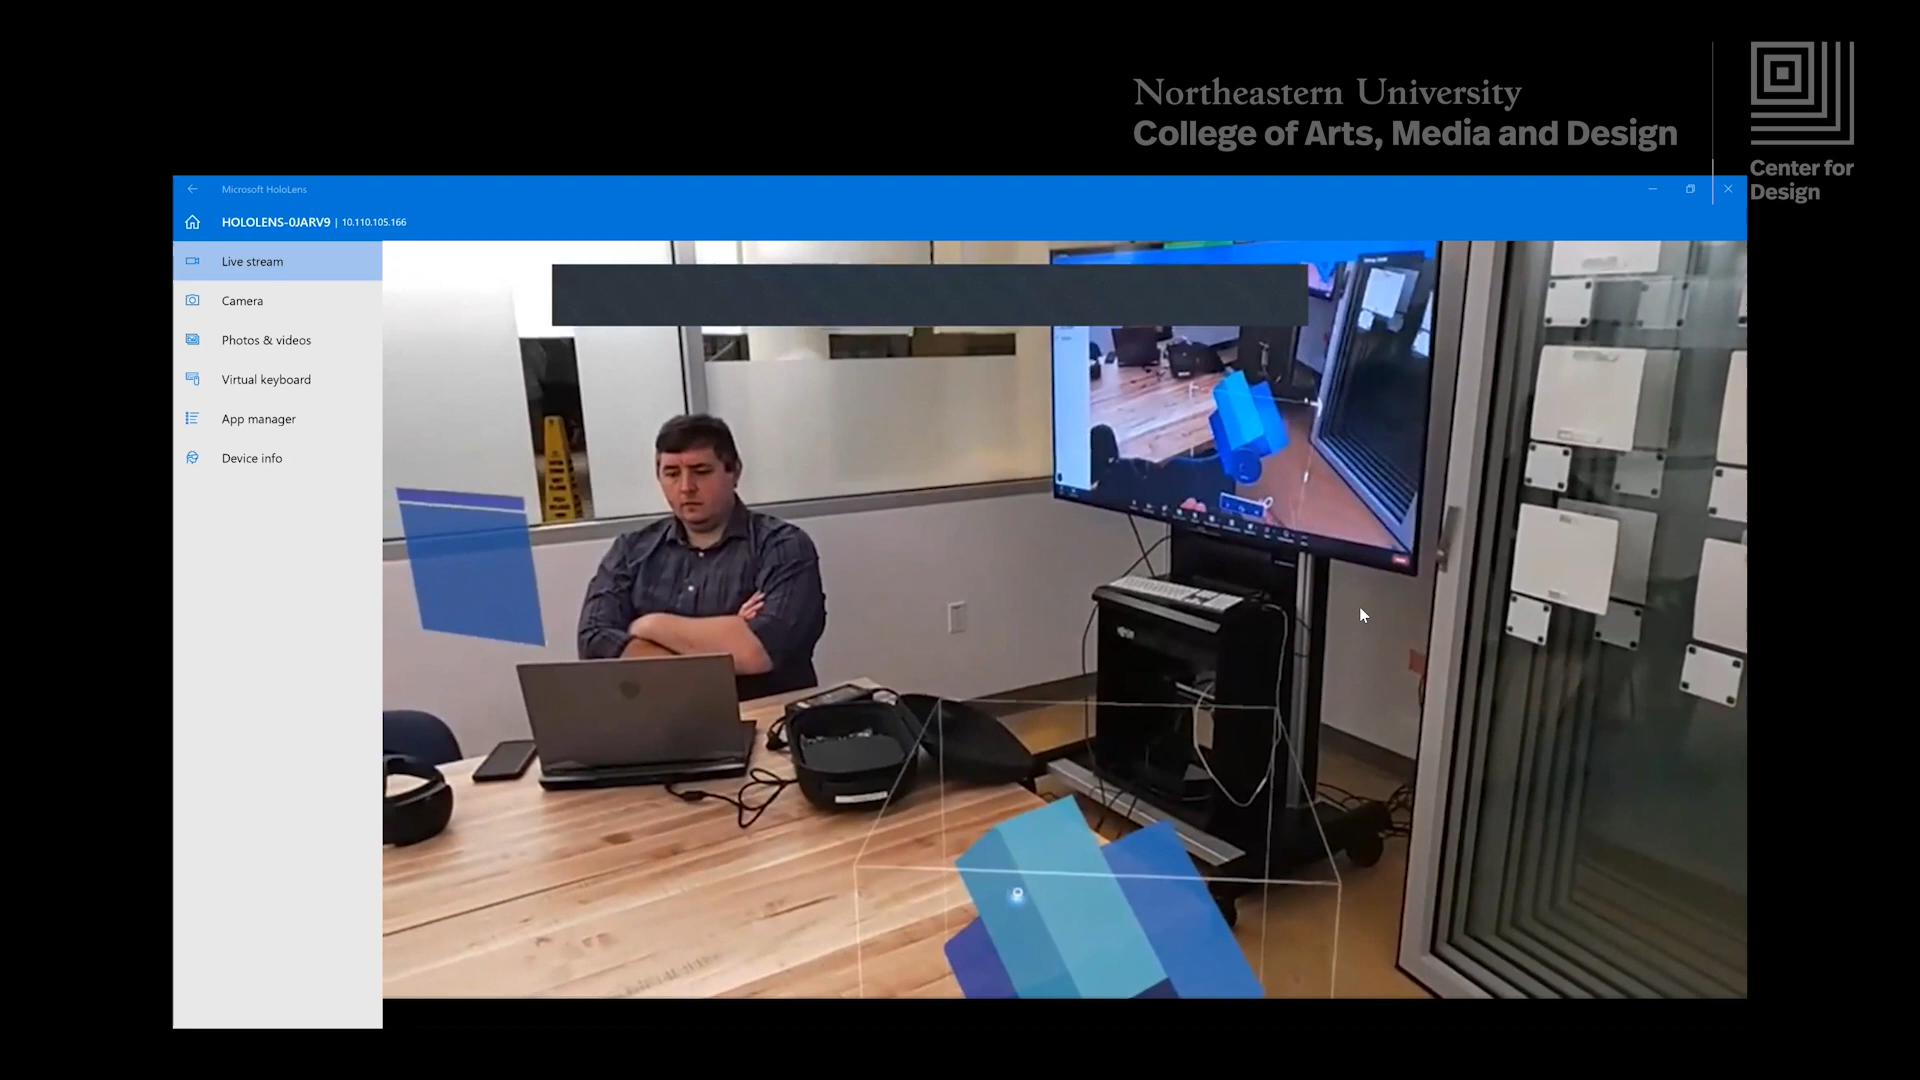 Northeastern University
College of Arts, Media and Design
Center for
Design
Microsoft HoloLens
HOLOLENS-0JARV9 | 10.110.105.166
Live stream
Camera
Photos & videos
Virtual keyboard
App manager
Device info